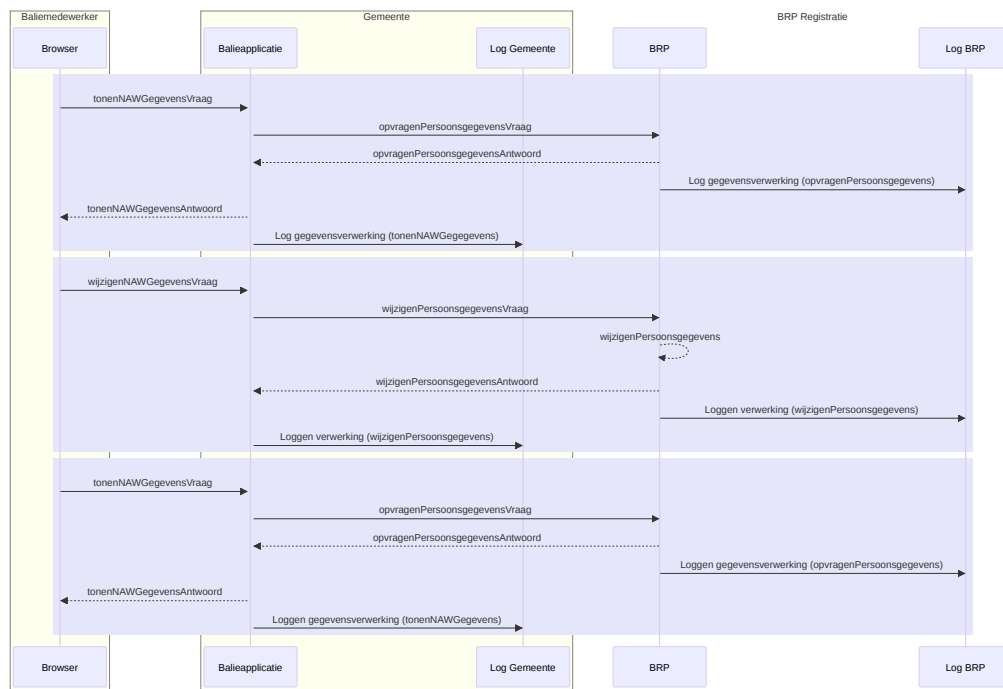 Baliemedewerker
Gemeente
BRP Registratie
Browser
Balieapplicatie
Log Gemeente
BRP
Log BRP
tonenNAWGegevensVraag
opvragenPersoonsgegevensVraag
opvragenPersoonsgegevensAntwoord
Log gegevensverwerking (opvragenPersoonsgegevens)
tonenNAWGegevensAntwoord
Log gegevensverwerking (tonenNAWGegegevens)
wijzigenNAWGegevensVraag
wijzigenPersoonsgegevensVraag
wijzigenPersoonsgegevens
wijzigenPersoonsgegevensAntwoord
Loggen verwerking (wijzigenPersoonsgegevens)
Loggen verwerking (wijzigenPersoonsgegevens)
tonenNAWGegevensVraag
opvragenPersoonsgegevensVraag
opvragenPersoonsgegevensAntwoord
Loggen gegevensverwerking (opvragenPersoonsgegevens)
tonenNAWGegevensAntwoord
Loggen gegevensverwerking (tonenNAWGegevens)
Browser
Balieapplicatie
Log Gemeente
BRP
Log BRP